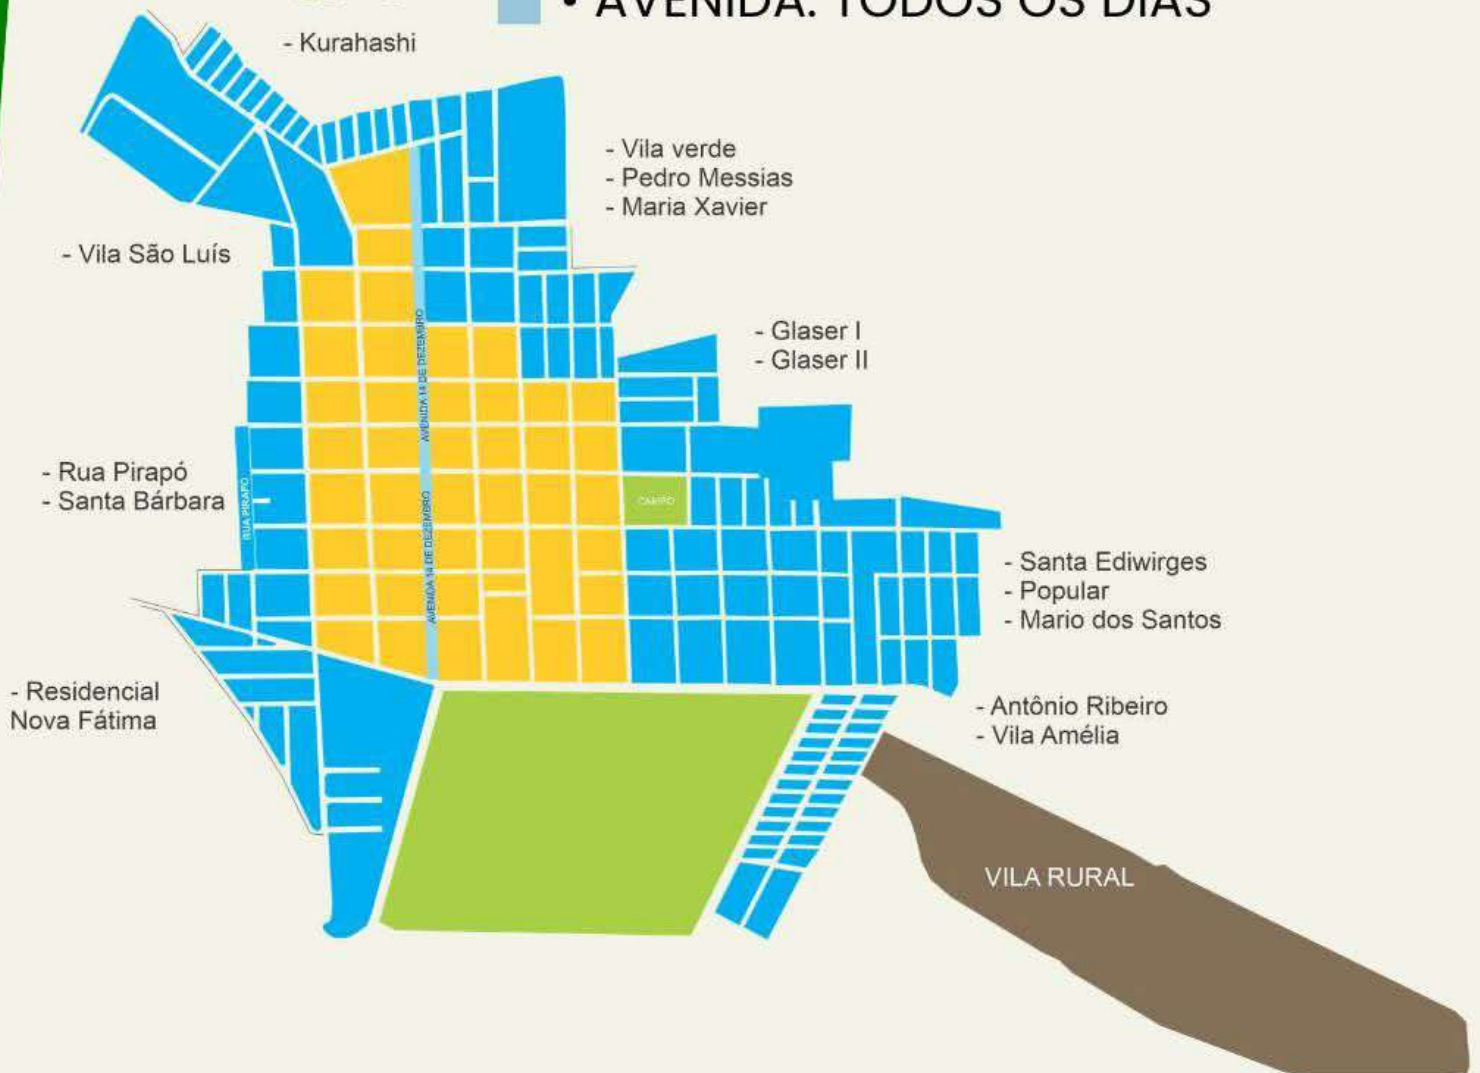 • AVENIDA: TODOS OS DIAS
- Kurahashi
- Vila verde
- Pedro Messias
- Maria Xavier
- Vila São Luís
AVENIDA 14 DE DEZEMBRO
- Glaser I
- Glaser II
- Rua Pirapó
- Santa Bárbara
RUA PIRAPÓ
CAMPO
AVENIDA 14 DE DEZEMBRO
- Santa Ediwirges
- Popular
- Mario dos Santos
- Residencial
Nova Fátima
- Antônio Ribeiro
- Vila Amélia
VILA RURAL